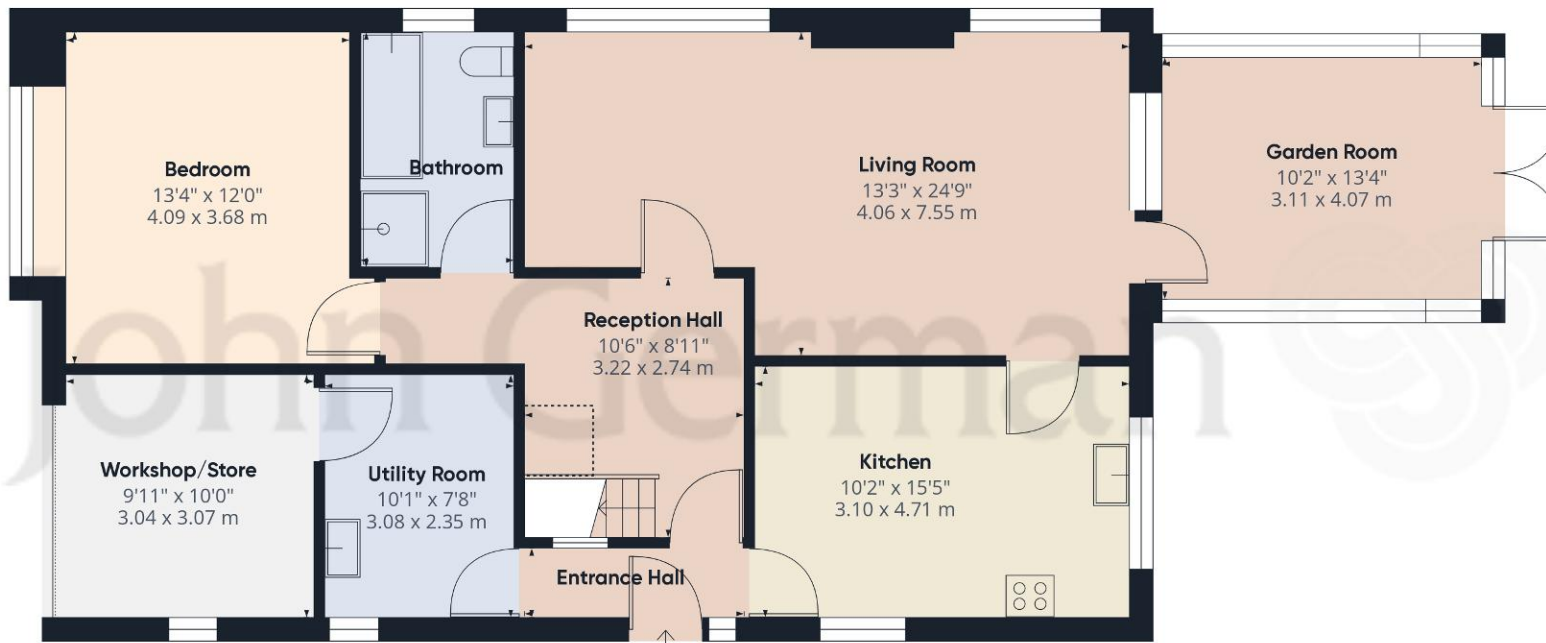 Bedroom
13'4" x 12'0"
4.09 x 3.68 m
Bathroom
Living Room
13'3" x 24'9"
4.06 x 7.55 m
Garden Room
10'2" x 13'4"
3.11 x 4.07 m
Reception Hall
10'6" x 8'11"
3.22 x 2.74 m
John German
Workshop/Store
9'11" x 10'0"
3.04 x 3.07 m
Utility Room
10'1" x 7'8"
3.08 x 2.35 m
Kitchen
10'2" x 15'5"
3.10 x 4.71 m
Entrance Hall